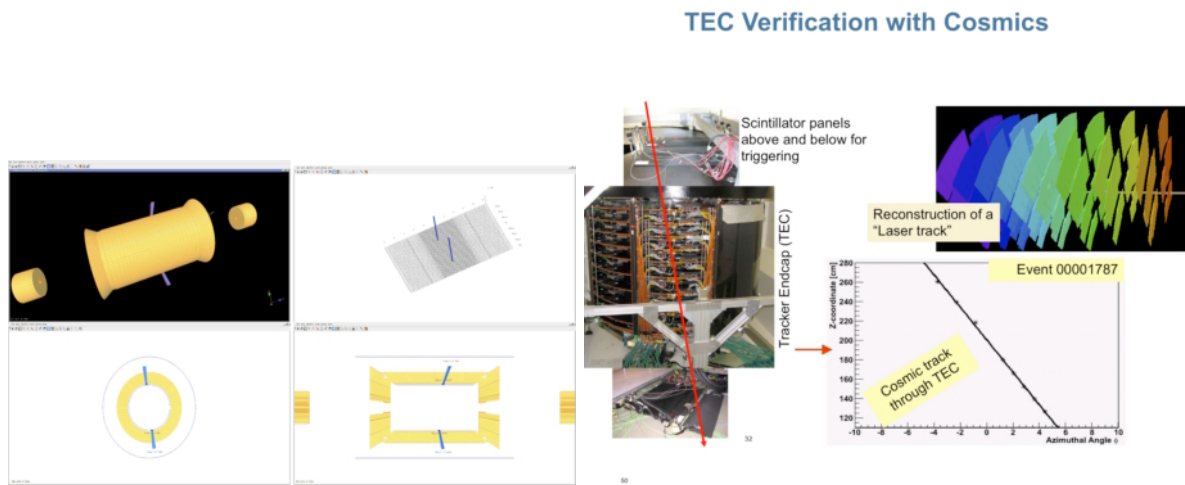 TEC Verification with Cosmics
Scintillator panels
above and below for
triggering
Tracker Endcap (TEC)
Reconstruction of a
“Laser track”
Event 00001787
Z-coordinate [cm]
280
260
240
220
200
180
160
140
120
Cosmic track
through TEC
-10 -8 -6 -4 -2 0 2 4 6 8 10
Azimuthal Angle ϕ
32
50